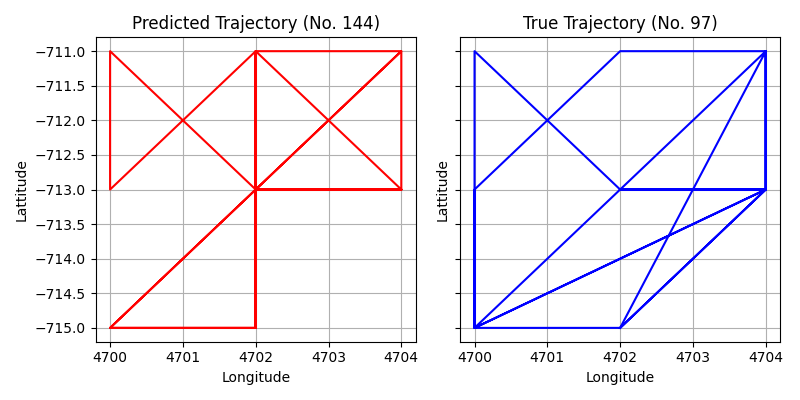 Predicted Trajectory (No. 144)
True Trajectory (No. 97)
−711.0
−711.5
−712.0
−712.5
−713.0
−713.5
−714.0
−714.5
−715.0
Lattitude
Lattitude
4700 4701 4702 4703 4704
4700 4701 4702 4703 4704
Longitude
Longitude